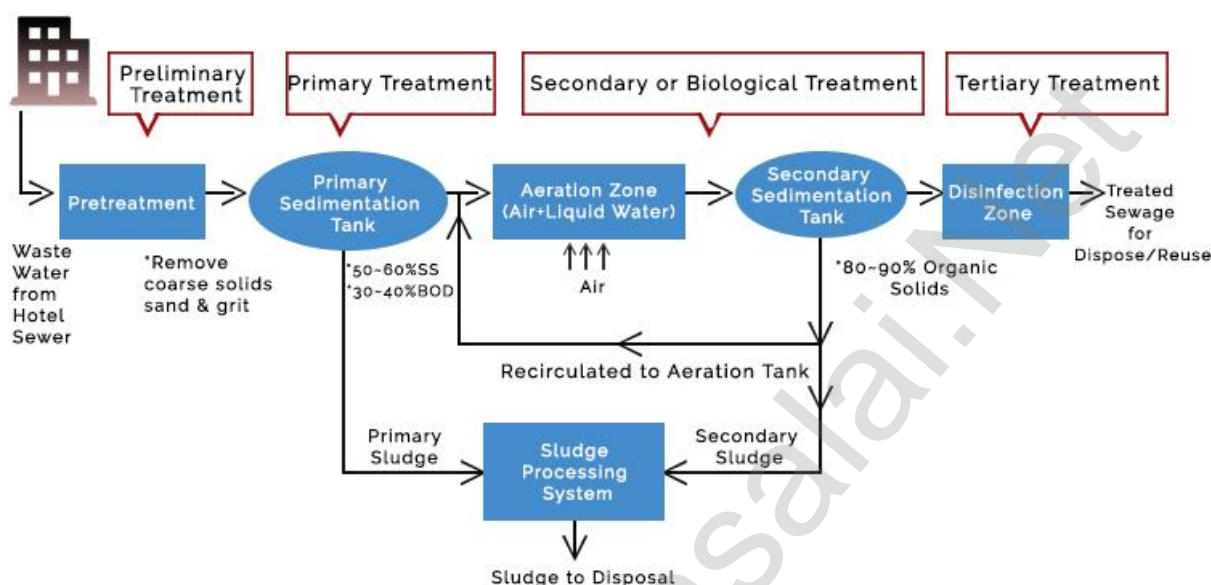 Preliminary
Treatment
Primary Treatment
Secondary or Biological Treatment
Tertiary Treatment
Pretreatment
Primary
Sedimentation
Tank
Aeration Zone
(Air+Liquid Water)
Secondary
Sedimentation
Tank
Disinfection
Zone
Treated
Sewage
for
Dispose/Reuse
Waste
Water
from
Hotel
Sewer
*Remove
coarse solids
sand & grit
*50~60%SS
*30~40%BOD
Air
*80~90% Organic
Solids
Recirculated to Aeration Tank
Primary
Sludge
Sludge
Processing
System
Secondary
Sludge
Sludge to Disposal
salai.Net